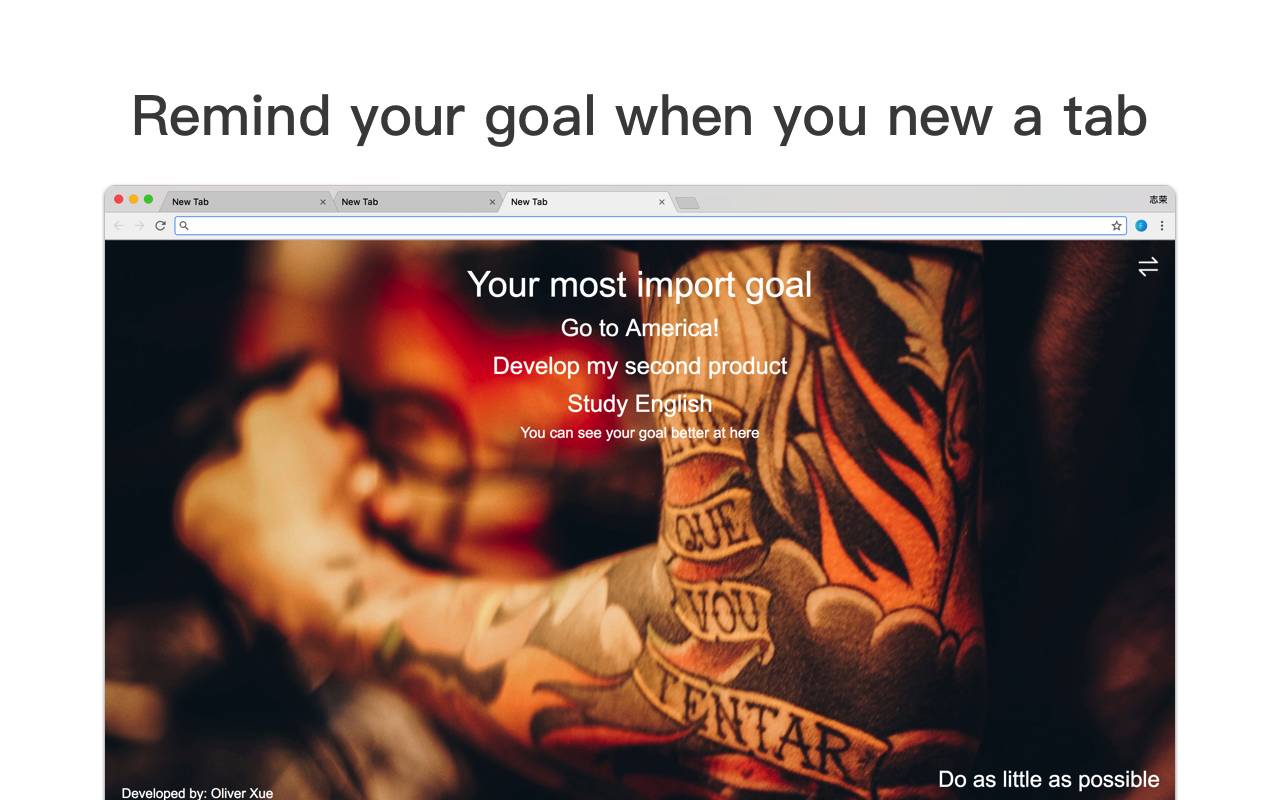 Remind your goal when you new a tab
New Tab
New Tab
New Tab
志荣
Your most import goal
Go to America!
Develop my second product
Study English
You can see your goal better at here
QUE
VOU
TENTAR
Do as little as possible
Developed by: Oliver Xue